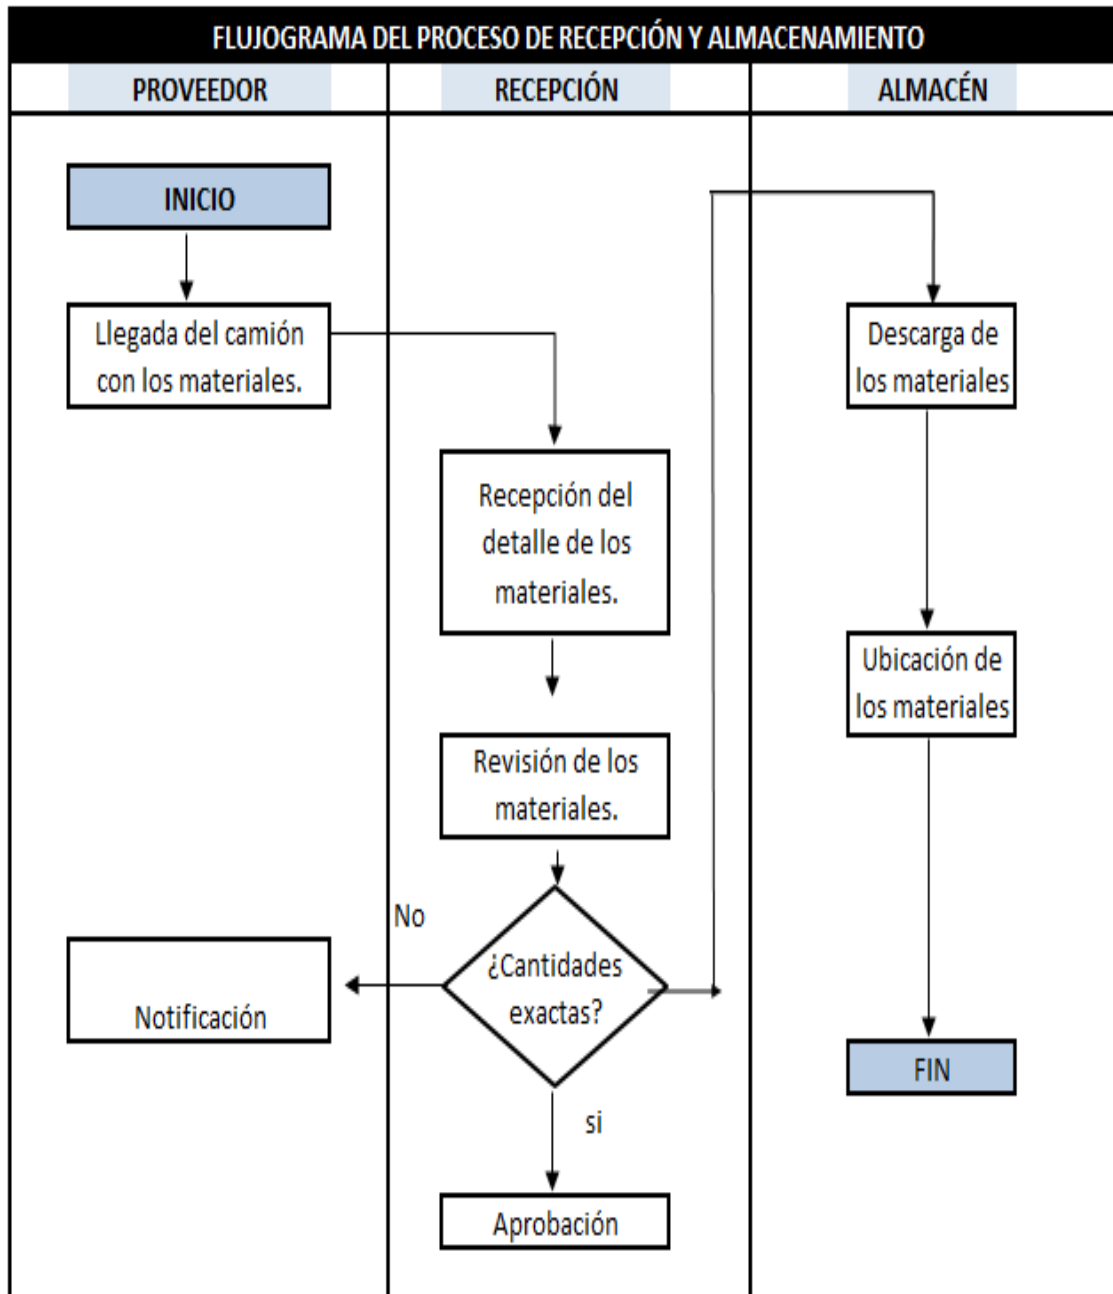 FLUJOGRAMA DEL PROCESO DE RECEPCIÓN Y ALMACENAMIENTO
PROVEEDOR
RECEPCIÓN
ALMACÉN
INICIO
Llegada del camión
con los materiales.
Recepción del
detalle de los
materiales.
Revisión de los
materiales.
¿Cantidades
exactas?
No
Notificación
si
Aprobación
Descarga de
los materiales
Ubicación de
los materiales
FIN